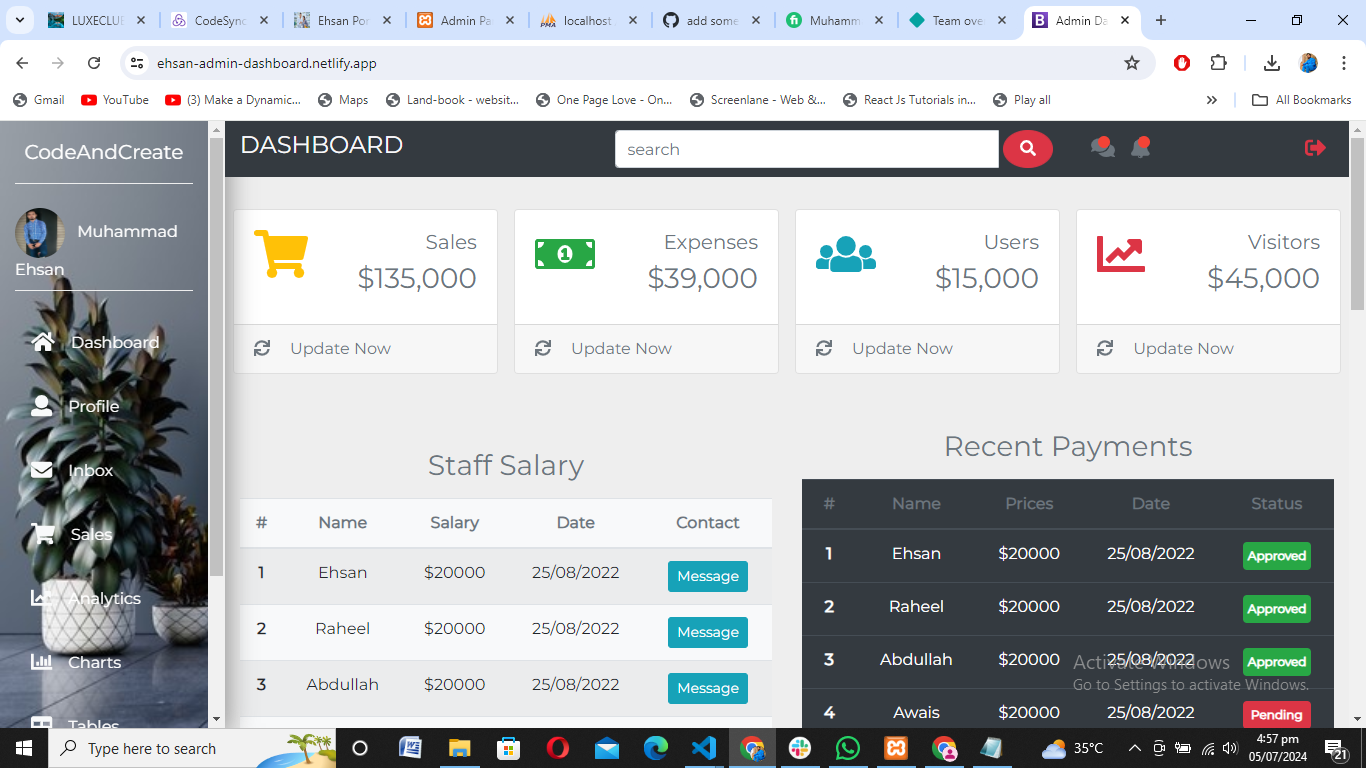 LUXECLUB
CodeSync
Ehsan Por
Admin Pa
localhost
add some
Muhamm
Team ove
Admin Da
ehsan-admin-dashboard.netlify.app
Gmail
YouTube
(3) Make a Dynamic...
Maps
Land-book - websit...
One Page Love - On...
Screenlane - Web &...
React Js Tutorials in...
Play all
All Bookmarks
CodeAndCreate
Muhammad
Ehsan
Dashboard
Profile
Inbox
Sales
Analytics
Charts
Tables
DASHBOARD
search
Sales
$135,000
Update Now
Expenses
$39,000
Update Now
Users
$15,000
Update Now
Visitors
$45,000
Update Now
Staff Salary
# Name Salary Date Contact
1 Ehsan $20000 25/08/2022 Message
2 Raheel $20000 25/08/2022 Message
3 Abdullah $20000 25/08/2022 Message
Recent Payments
# Name Prices Date Status
1 Ehsan $20000 25/08/2022 Approved
2 Raheel $20000 25/08/2022 Approved
3 Abdullah $20000 25/08/2022 Approved
4 Awais $20000 25/08/2022 Pending
Activate Windows
Go to Settings to activate Windows.
Type here to search
35°C
4:57 pm
05/07/2024
21